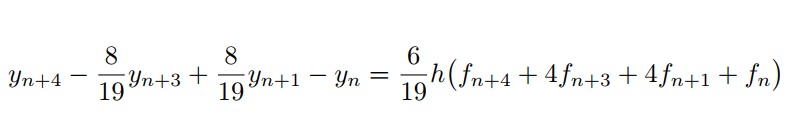 y_{n+4} - \frac{8}{19}y_{n+3} + \frac{8}{19}y_{n+1} - y_n = \frac{6}{19}h(f_{n+4} + 4f_{n+3} + 4f_{n+1} + f_n)